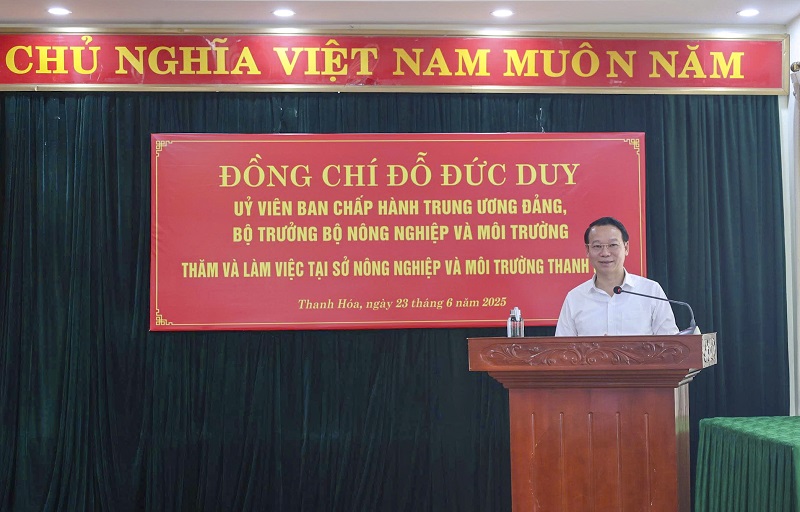 CHỦ NGHĨA VIỆT NAM MUÔN NĂM
ĐỒNG CHÍ ĐỖ ĐỨC DUY
UỶ VIÊN BAN CHẤP HÀNH TRUNG ƯƠNG ĐẢNG,
BỘ TRƯỞNG BỘ NÔNG NGHIỆP VÀ MÔI TRƯỜNG
THĂM VÀ LÀM VIỆC TẠI SỞ NÔNG NGHIỆP VÀ MÔI TRƯỜNG THANH
Thanh Hóa, ngày 23 tháng 6 năm 2025